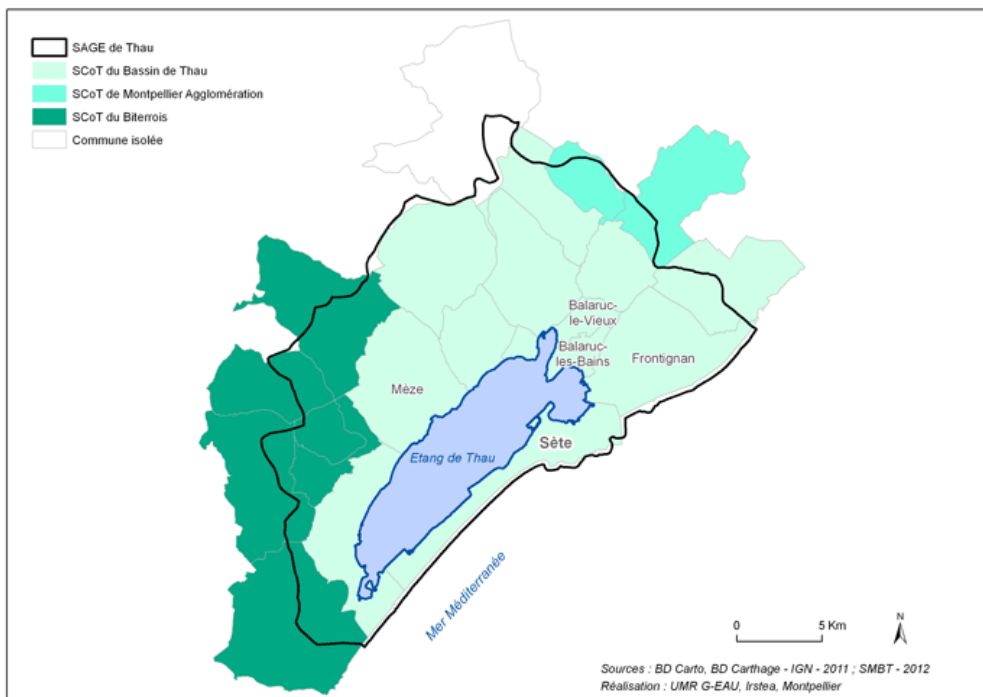 SAGE de Thau
SCoT du Bassin de Thau
SCoT de Montpellier Agglomération
SCoT du Biterrois
Commune isolée
Balaruc-
le-Vieux
Balaruc-
les-Bains
Frontignan
Mèze
Sète
Etang de Thau
Mer Méditerranée
0 5 Km
N
Sources : BD Carto, BD Carthage - IGN - 2011 ; SMBT - 2012
Réalisation : UMR G-EAU, Irstea, Montpellier